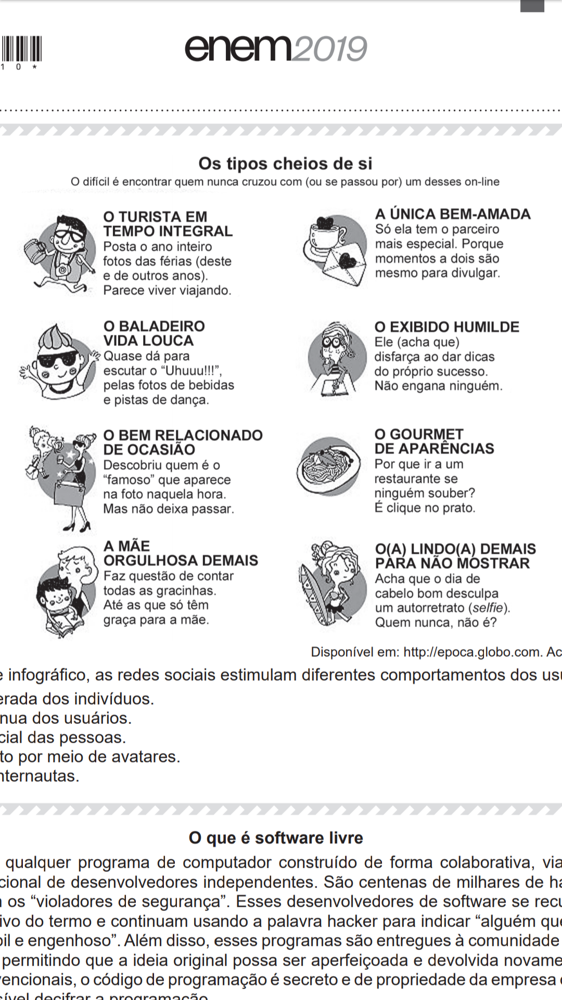 10*
enem2019
Os tipos cheios de si
O difícil é encontrar quem nunca cruzou com (ou se passou por) um desses on-line
O TURISTA EM
TEMPO INTEGRAL
Posta o ano inteiro
fotos das férias (deste
e de outros anos).
Parece viver viajando.
A ÚNICA BEM-AMADA
Só ela tem o parceiro
mais especial. Porque
momentos a dois são
mesmo para divulgar.
O BALADEIRO
VIDA LOUCA
Quase dá para
escutar o “Uhuuu!!!”,
pelas fotos de bebidas
e pistas de dança.
O EXIBIDO HUMILDE
Ele (acha que)
disfarça ao dar dicas
do próprio sucesso.
Não engana ninguém.
O BEM RELACIONADO
DE OCASIÃO
Descobriu quem é o
“famoso” que aparece
na foto naquela hora.
Mas não deixa passar.
O GOURMET
DE APARÊNCIAS
Por que ir a um
restaurante se
ninguém souber?
É clique no prato.
A MÃE
ORGULHOSA DEMAIS
Faz questão de contar
todas as gracinhas.
Até as que só têm
graça para a mãe.
O(A) LINDO(A) DEMAIS
PARA NÃO MOSTRAR
Acha que o dia de
cabelo bom desculpa
um autorretrato (selfie).
Quem nunca, não é?
Disponível em: http://epoca.globo.com. Ac
e infográfico, as redes sociais estimulam diferentes comportamentos dos usu
erada dos indivíduos.
nua dos usuários.
cial das pessoas.
to por meio de avatares.
nternautas.
O que é software livre
qualquer programa de computador construído de forma colaborativa, via
cional de desenvolvedores independentes. São centenas de milhares de ha
os “violadores de segurança”. Esses desenvolvedores de software se recu
ivo do termo e continuam usando a palavra hacker para indicar “alguém que
bil e engenhoso”. Além disso, esses programas são entregues à comunidade
permitindo que a ideia original possa ser aperfeiçoada e devolvida novame
vencionais, o código de programação é secreto e de propriedade da empresa
sível decifrar a programação.